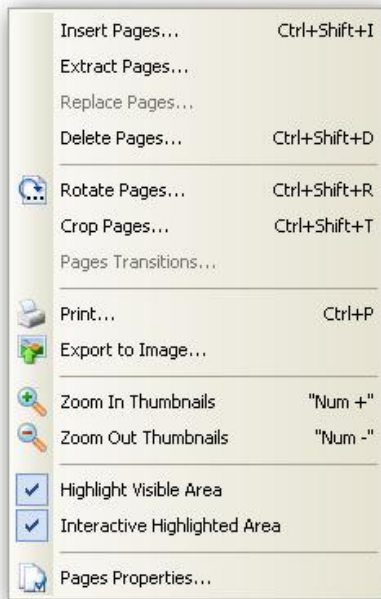 Insert Pages... Ctrl+Shift+I
Extract Pages...
Replace Pages...
Delete Pages... Ctrl+Shift+D
Rotate Pages... Ctrl+Shift+R
Crop Pages... Ctrl+Shift+T
Pages Transitions...
Print... Ctrl+P
Export to Image...
Zoom In Thumbnails "Num +"
Zoom Out Thumbnails "Num -"
Highlight Visible Area
Interactive Highlighted Area
Pages Properties...